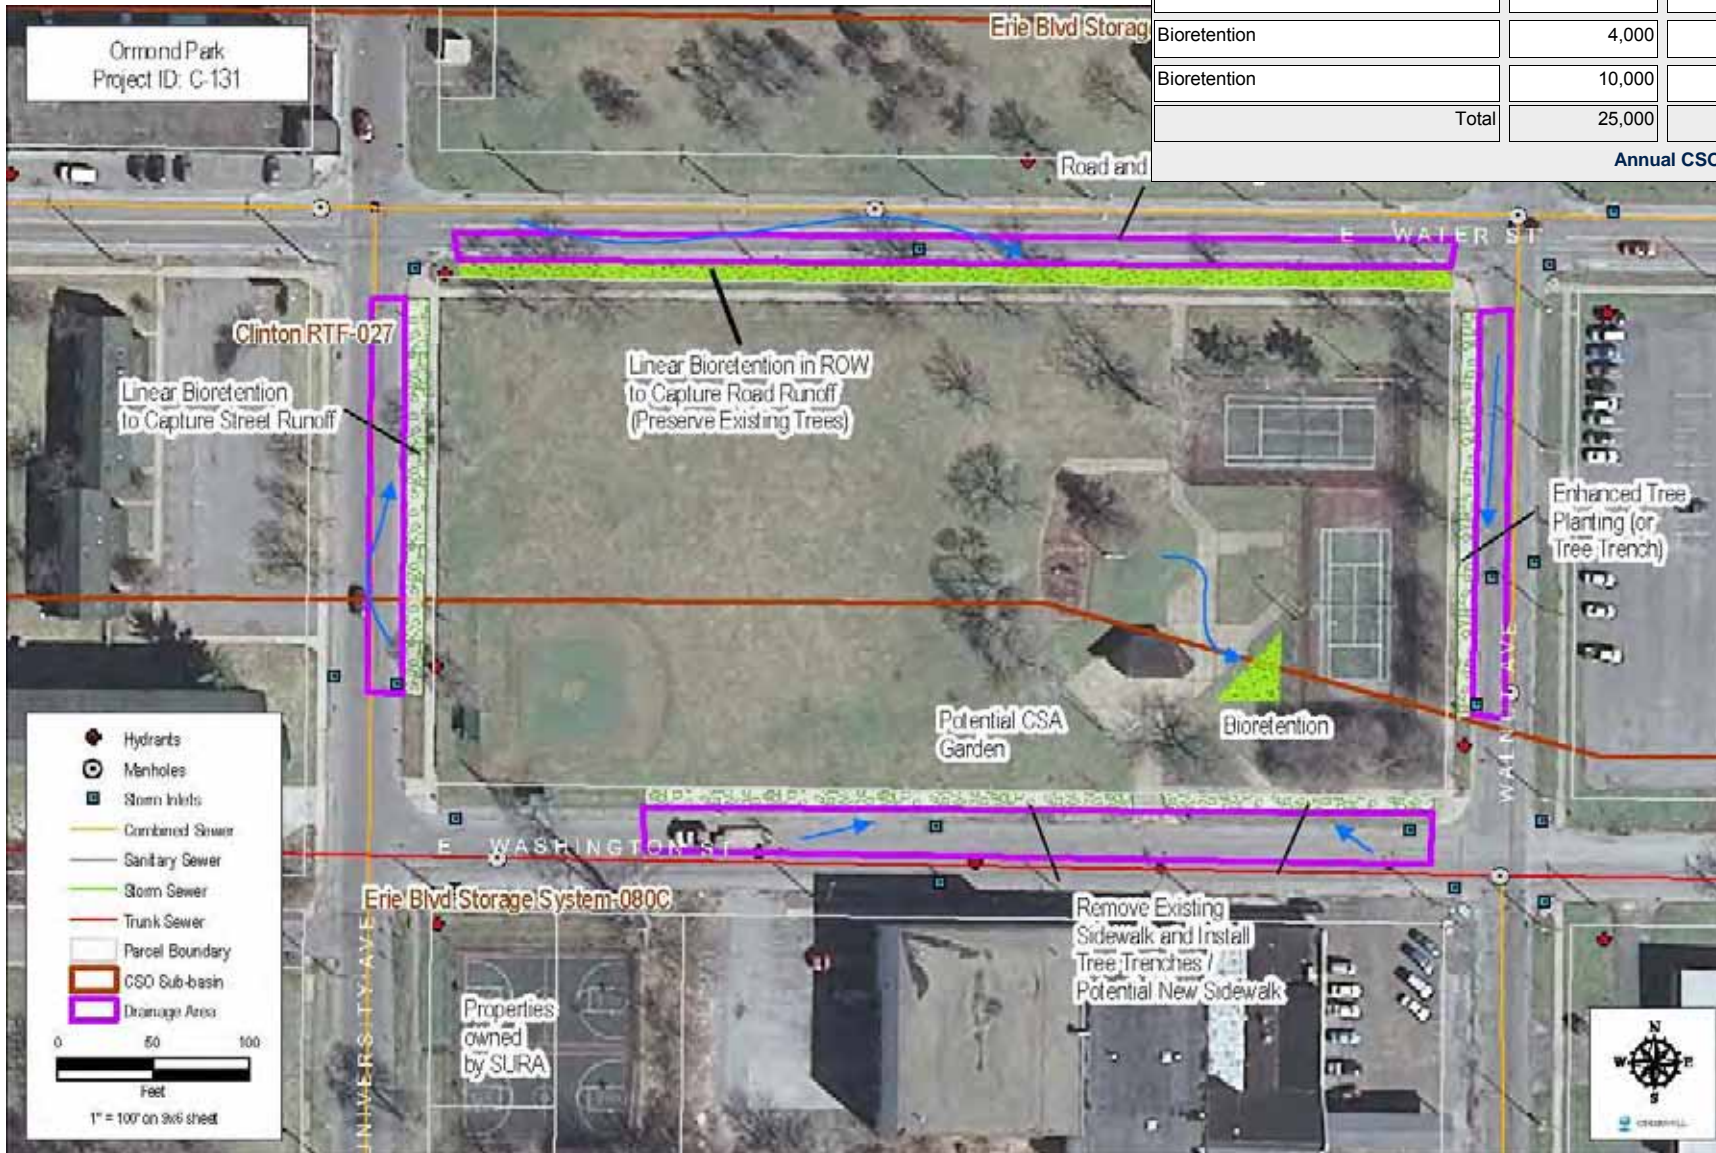 Ormond Park
Project ID: C-131
Erie Blvd Storag
Bioretention 4,000
Bioretention 10,000
Total 25,000
Annual CSO
Road and
E WATER ST
Clinton RTF-027
Linear Bioretention
to Capture Street Runoff
Linear Bioretention in ROW
to Capture Road Runoff
(Preserve Existing Trees)
Enhanced Tree
Planting (or
Tree Trench)
WALNUT AVE
Potential CSA
Garden
Bioretention
E WASHINGTON ST
Erie Blvd Storage System-080C
UNIVERSITY AVE
Properties
owned
by SURA
Remove Existing
Sidewalk and Install
Tree Trenches /
Potential New Sidewalk
Hydrants
Manholes
Storm Inlets
Combined Sewer
Sanitary Sewer
Storm Sewer
Trunk Sewer
Parcel Boundary
CSO Sub-basin
Drainage Area
0 50 100
Feet
1" = 100' on 9x6 sheet
N
W E
S